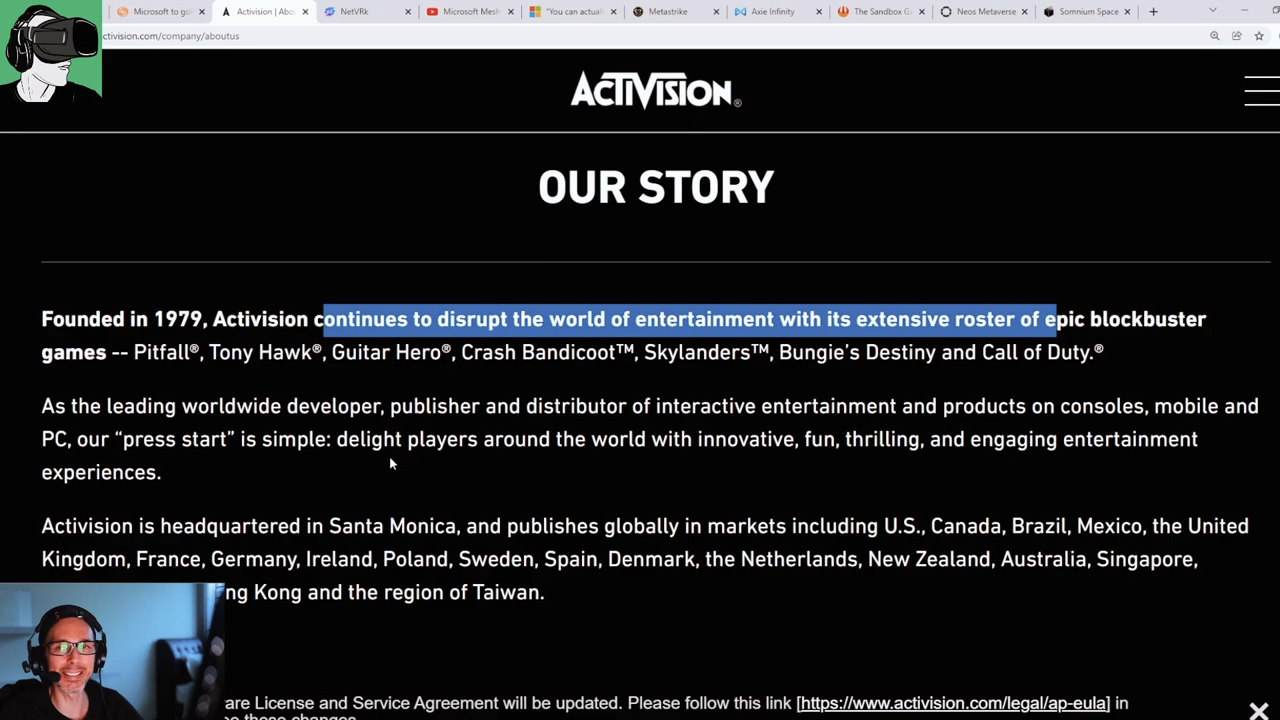 Microsoft to go
Activision | Abo
NetVRk
Microsoft Mesh
"You can actual
Metastrike
Axie Infinity
The Sandbox Ga
Neos Metaverse
Somnium Space
ctivision.com/company/aboutus
ACTIVISION®
OUR STORY
Founded in 1979, Activision continues to disrupt the world of entertainment with its extensive roster of epic blockbuster
games -- Pitfall®, Tony Hawk®, Guitar Hero®, Crash Bandicoot™, Skylanders™, Bungie's Destiny and Call of Duty.®
As the leading worldwide developer, publisher and distributor of interactive entertainment and products on consoles, mobile and
PC, our “press start” is simple: delight players around the world with innovative, fun, thrilling, and engaging entertainment
experiences.
Activision is headquartered in Santa Monica, and publishes globally in markets including U.S., Canada, Brazil, Mexico, the United
Kingdom, France, Germany, Ireland, Poland, Sweden, Spain, Denmark, the Netherlands, New Zealand, Australia, Singapore,
ng Kong and the region of Taiwan.
are License and Service Agreement will be updated. Please follow this link [https://www.activision.com/legal/ap-eula] in
these changes.